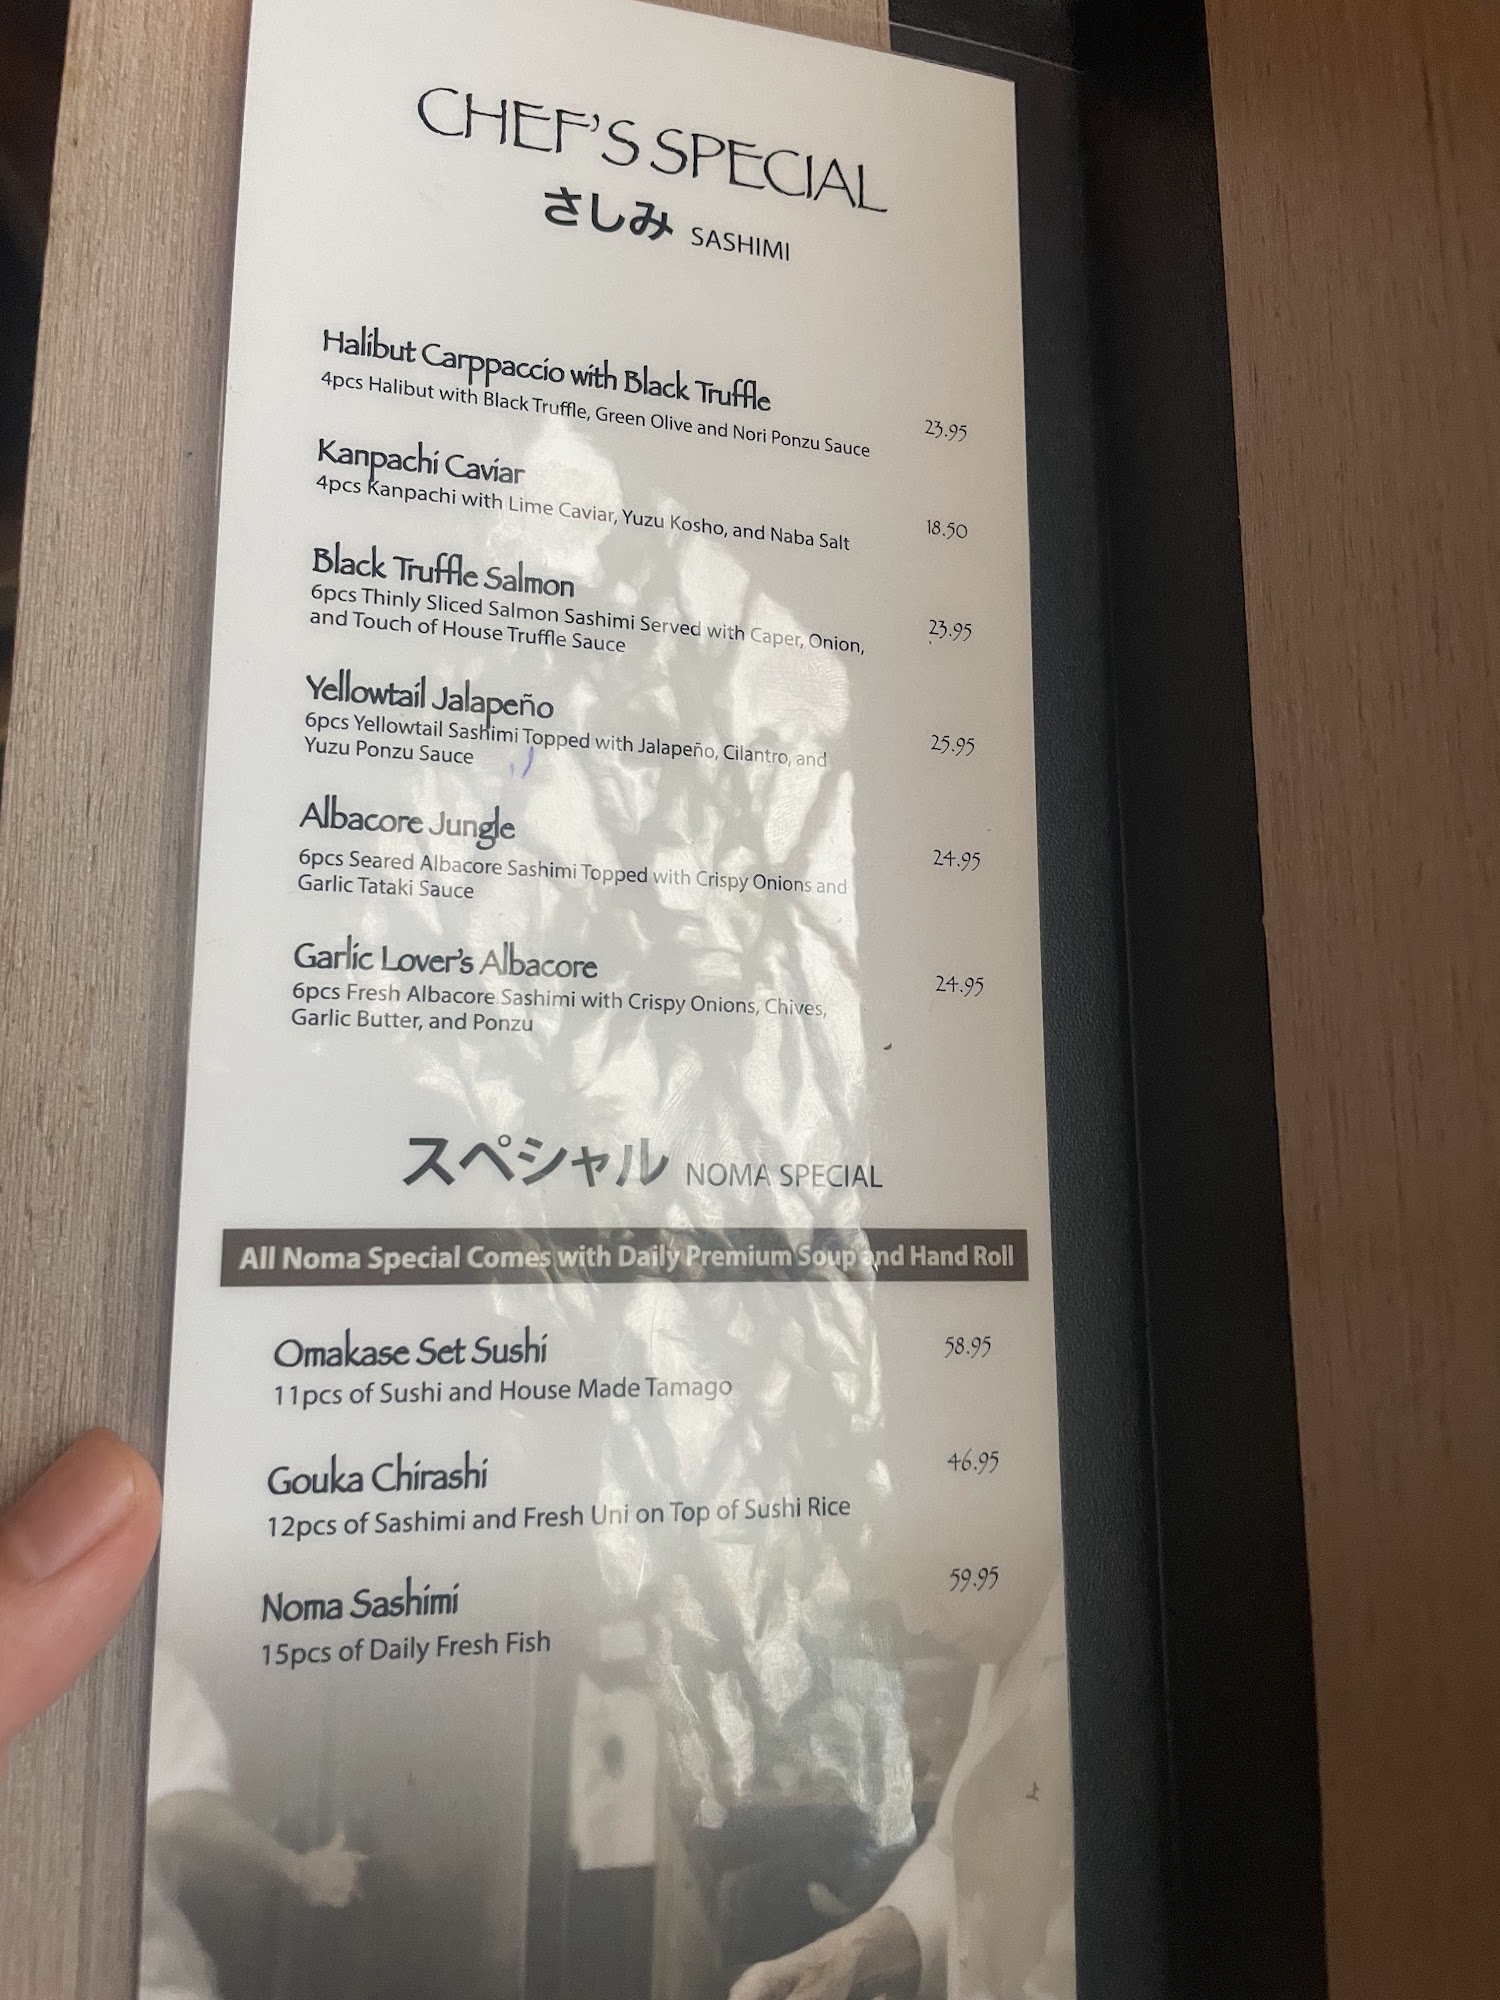 CHEF'S SPECIAL
さしみ SASHIMI
Halibut Carppaccio with Black Truffle
4pcs Halibut with Black Truffle, Green Olive and Nori Ponzu Sauce 23.95
Kanpachi Caviar
4pcs Kanpachi with Lime Caviar, Yuzu Kosho, and Naba Salt 18.50
Black Truffle Salmon
6pcs Thinly Sliced Salmon Sashimi Served with Caper, Onion, 23.95
and Touch of House Truffle Sauce
Yellowtail Jalapeño
6pcs Yellowtail Sashimi Topped with Jalapeño, Cilantro, and 25.95
Yuzu Ponzu Sauce
Albacore Jungle
6pcs Seared Albacore Sashimi Topped with Crispy Onions and 24.95
Garlic Tataki Sauce
Garlic Lover's Albacore
6pcs Fresh Albacore Sashimi with Crispy Onions, Chives, 24.95
Garlic Butter, and Ponzu
スペシャル NOMA SPECIAL
All Noma Special Comes with Daily Premium Soup and Hand Roll
Omakase Set Sushi 58.95
11pcs of Sushi and House Made Tamago
Gouka Chirashi 46.95
12pcs of Sashimi and Fresh Uni on Top of Sushi Rice
Noma Sashimi 59.95
15pcs of Daily Fresh Fish